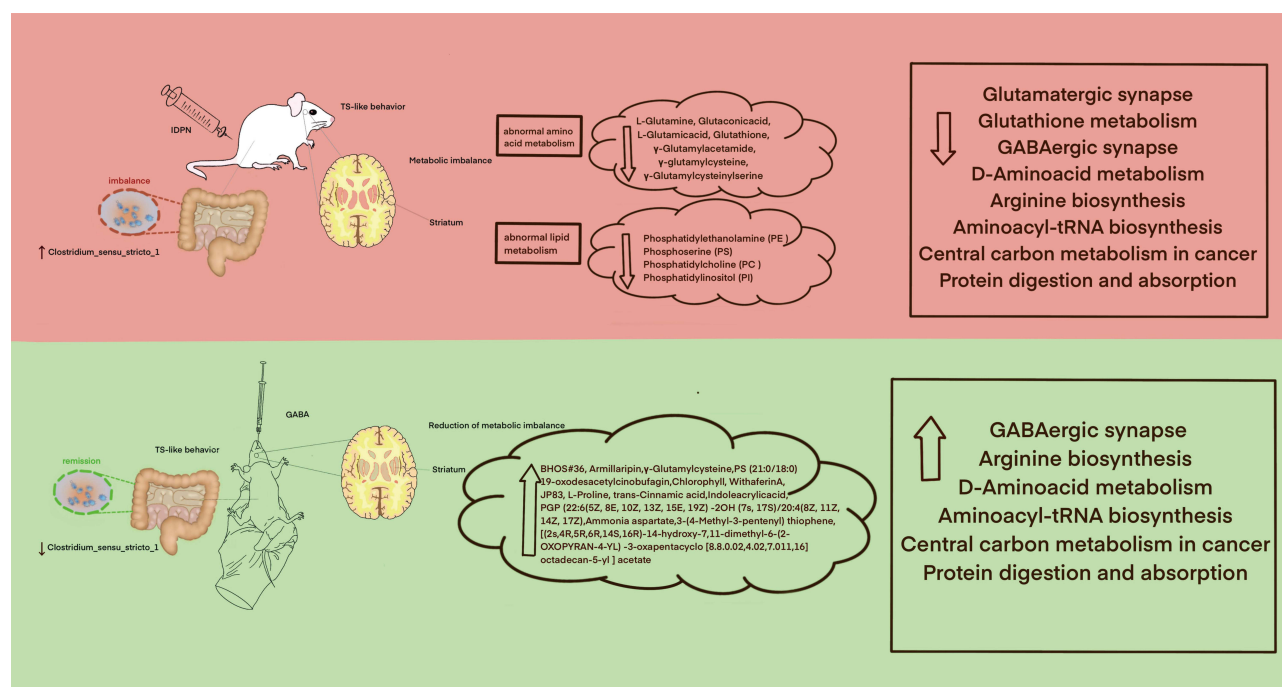 TS-like behavior
IDPN
Metabolic imbalance
imbalance
Striatum
↑ Clostridium_sensu_stricto_1
abnormal amino
acid metabolism
L-Glutamine, Glutaconicacid,
L-Glutamicacid, Glutathione,
γ-Glutamylacetamide,
γ-glutamylcysteine,
γ-Glutamylcysteinylserine
abnormal lipid
metabolism
Phosphatidylethanolamine (PE )
Phosphoserine (PS)
Phosphatidylcholine (PC )
Phosphatidylinositol (PI)
Glutamatergic synapse
Glutathione metabolism
GABAergic synapse
D-Aminoacid metabolism
Arginine biosynthesis
Aminoacyl-tRNA biosynthesis
Central carbon metabolism in cancer
Protein digestion and absorption
GABA
Reduction of metabolic imbalance
TS-like behavior
remission
Striatum
↓ Clostridium_sensu_stricto_1
BHOS#36, Armillaripin,γ-Glutamylcysteine,PS (21:0/18:0)
19-oxodesacetylcinobufagin,Chlorophyll, WithaferinA,
JP83, L-Proline, trans-Cinnamic acid,Indoleacrylicacid,
PGP (22:6(5Z, 8E, 10Z, 13Z, 15E, 19Z) -2OH (7s, 17S)/20:4(8Z, 11Z,
14Z, 17Z),Ammonia aspartate,3-(4-Methyl-3-pentenyl) thiophene,
[(2s,4R,5R,6R,14S,16R)-14-hydroxy-7,11-dimethyl-6-(2-
OXOPYRAN-4-YL) -3-oxapentacyclo [8.8.0.02,4.02,7.011,16]
octadecan-5-yl ] acetate
GABAergic synapse
Arginine biosynthesis
D-Aminoacid metabolism
Aminoacyl-tRNA biosynthesis
Central carbon metabolism in cancer
Protein digestion and absorption